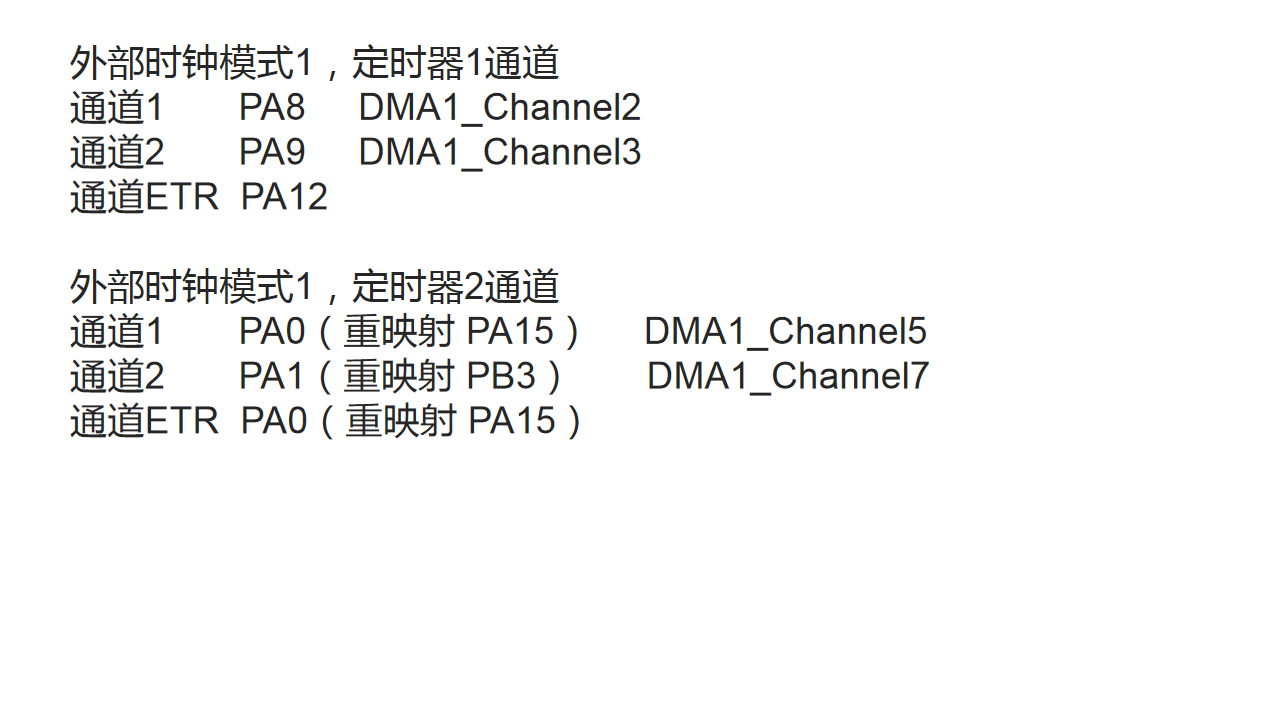 外部时钟模式1，定时器1通道
通道1 PA8 DMA1_Channel2
通道2 PA9 DMA1_Channel3
通道ETR PA12
外部时钟模式1，定时器2通道
通道1 PA0（重映射 PA15） DMA1_Channel5
通道2 PA1（重映射 PB3） DMA1_Channel7
通道ETR PA0（重映射 PA15）